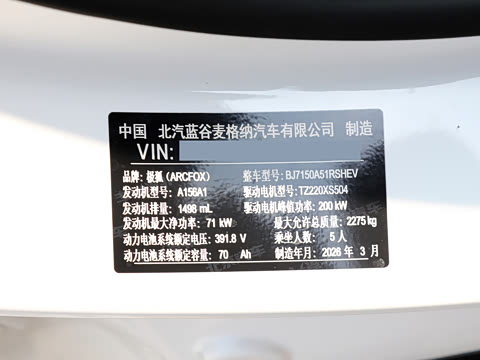 中国 北汽蓝谷麦格纳汽车有限公司 制造
VIN:
品牌：极狐（ARCFOX） 整车型号：BJ7150A51RSHEV
发动机型号：A156A1 驱动电机型号：TZ220XS504
发动机排量：1498 mL 驱动电机峰值功率：200 kW
发动机最大净功率：71 kW 最大允许总质量：2275 kg
动力电池系统额定电压：391.8 V 乘坐人数：5 人
动力电池系统额定容量：70 Ah 制造年月：2026 年 3 月